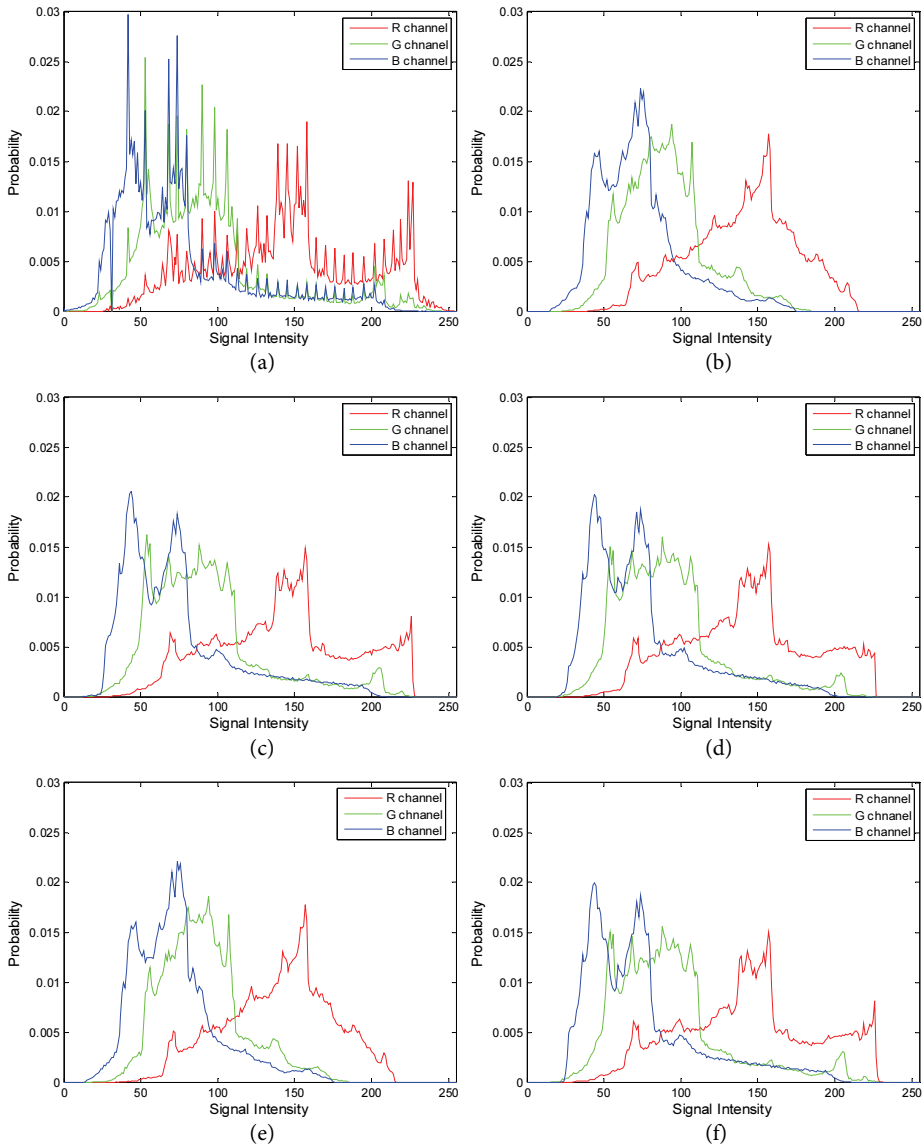 0.03
0.025
0.02
0.015
0.01
0.005
0
Probability
R channel
G chnanel
B channel
0 50 100 150 200 250
Signal Intensity
(a)
0.03
0.025
0.02
0.015
0.01
0.005
0
Probability
R channel
G chnanel
B channel
0 50 100 150 200 250
Signal Intensity
(b)
0.03
0.025
0.02
0.015
0.01
0.005
0
Probability
R channel
G chnanel
B channel
0 50 100 150 200 250
Signal Intensity
(c)
0.03
0.025
0.02
0.015
0.01
0.005
0
Probability
R channel
G chnanel
B channel
0 50 100 150 200 250
Signal Intensity
(d)
0.03
0.025
0.02
0.015
0.01
0.005
0
Probability
R channel
G chnanel
B channel
0 50 100 150 200 250
Signal Intensity
(e)
0.03
0.025
0.02
0.015
0.01
0.005
0
Probability
R channel
G chnanel
B channel
0 50 100 150 200 250
Signal Intensity
(f)